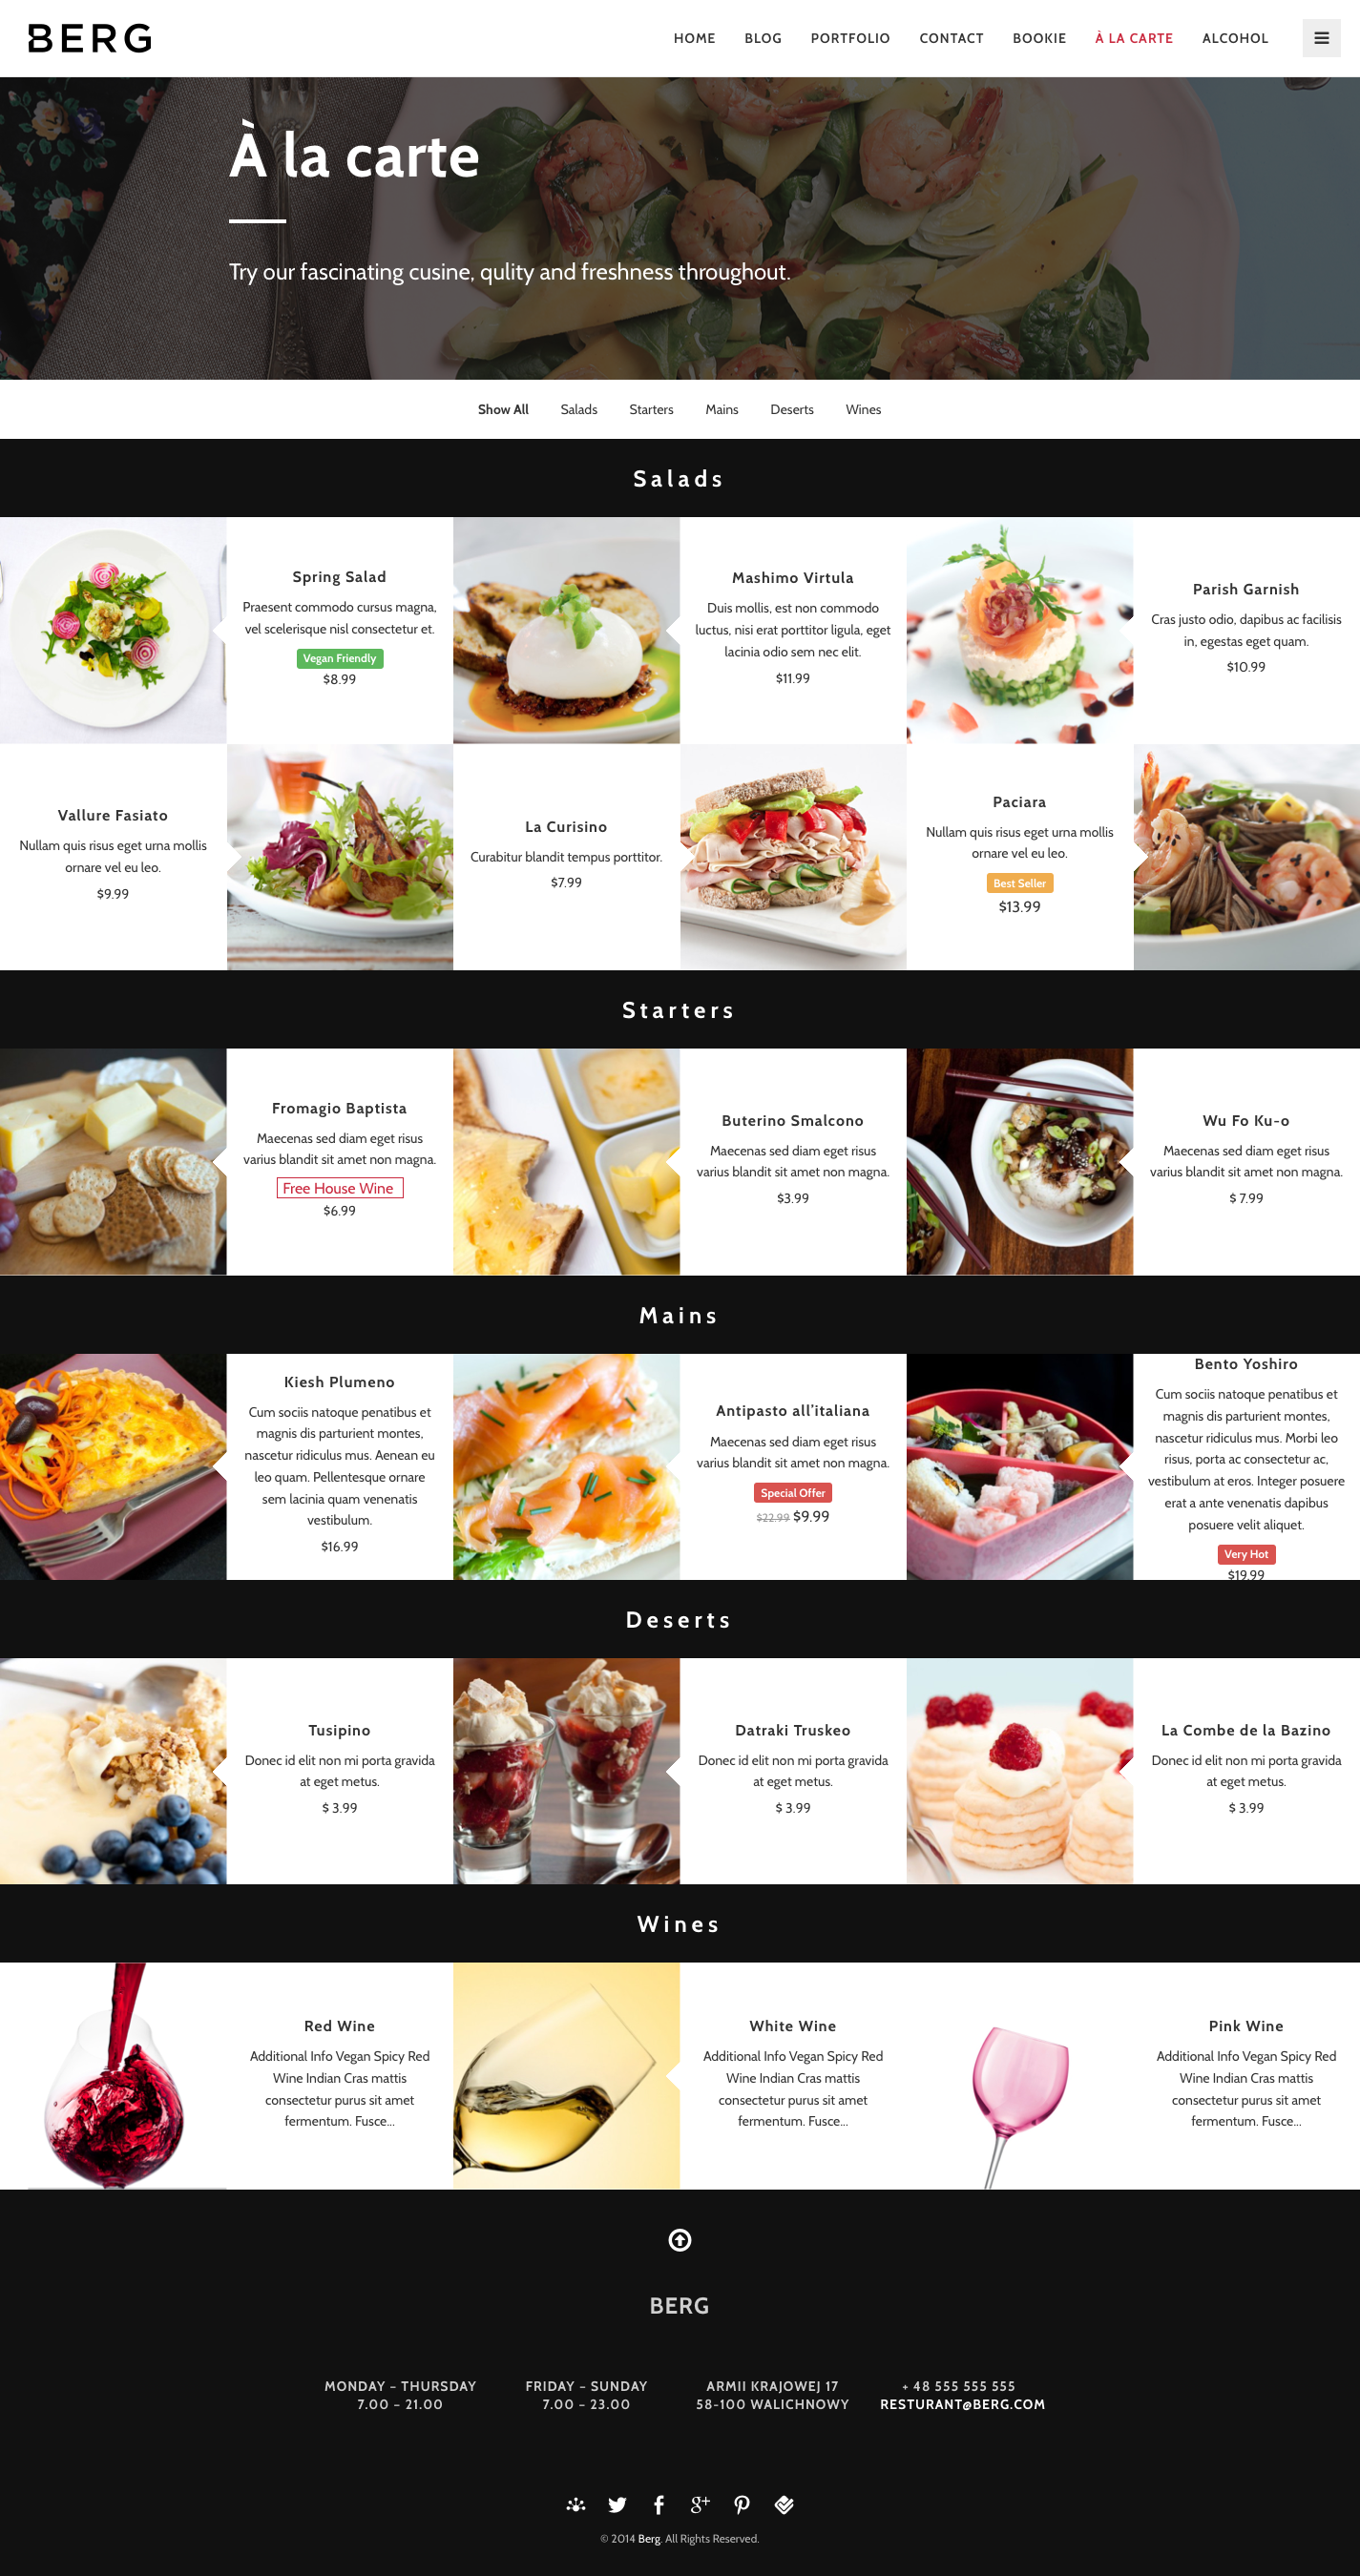 BERG
HOME BLOG PORTFOLIO CONTACT BOOKIE À LA CARTE ALCOHOL
À la carte
Try our fascinating cusine, qulity and freshness throughout.
Show All Salads Starters Mains Deserts Wines
Salads
Spring Salad
Praesent commodo cursus magna,
vel scelerisque nisl consectetur et.
Vegan Friendly
$8.99
Mashimo Virtula
Duis mollis, est non commodo
luctus, nisi erat porttitor ligula, eget
lacinia odio sem nec elit.
$11.99
Parish Garnish
Cras justo odio, dapibus ac facilisis
in, egestas eget quam.
$10.99
Vallure Fasiato
Nullam quis risus eget urna mollis
ornare vel eu leo.
$9.99
La Curisino
Curabitur blandit tempus porttitor.
$7.99
Paciara
Nullam quis risus eget urna mollis
ornare vel eu leo.
Best Seller
$13.99
Starters
Fromagio Baptista
Maecenas sed diam eget risus
varius blandit sit amet non magna.
Free House Wine
$6.99
Buterino Smalcono
Maecenas sed diam eget risus
varius blandit sit amet non magna.
$3.99
Wu Fo Ku-o
Maecenas sed diam eget risus
varius blandit sit amet non magna.
$ 7.99
Mains
Kiesh Plumeno
Cum sociis natoque penatibus et
magnis dis parturient montes,
nascetur ridiculus mus. Aenean eu
leo quam. Pellentesque ornare
sem lacinia quam venenatis
vestibulum.
$16.99
Antipasto all'italiana
Maecenas sed diam eget risus
varius blandit sit amet non magna.
Special Offer
$22.99 $9.99
Bento Yoshiro
Cum sociis natoque penatibus et
magnis dis parturient montes,
nascetur ridiculus mus. Morbi leo
risus, porta ac consectetur ac,
vestibulum at eros. Integer posuere
erat a ante venenatis dapibus
posuere velit aliquet.
Very Hot
$19.99
Deserts
Tusipino
Donec id elit non mi porta gravida
at eget metus.
$ 3.99
Datraki Truskeo
Donec id elit non mi porta gravida
at eget metus.
$ 3.99
La Combe de la Bazino
Donec id elit non mi porta gravida
at eget metus.
$ 3.99
Wines
Red Wine
Additional Info Vegan Spicy Red
Wine Indian Cras mattis
consectetur purus sit amet
fermentum. Fusce...
White Wine
Additional Info Vegan Spicy Red
Wine Indian Cras mattis
consectetur purus sit amet
fermentum. Fusce...
Pink Wine
Additional Info Vegan Spicy Red
Wine Indian Cras mattis
consectetur purus sit amet
fermentum. Fusce...
BERG
MONDAY – THURSDAY
7.00 – 21.00
FRIDAY – SUNDAY
7.00 – 23.00
ARMII KRAJOWEJ 17
58-100 WALICHNOWY
+ 48 555 555 555
RESTURANT@BERG.COM
© 2014 Berg. All Rights Reserved.